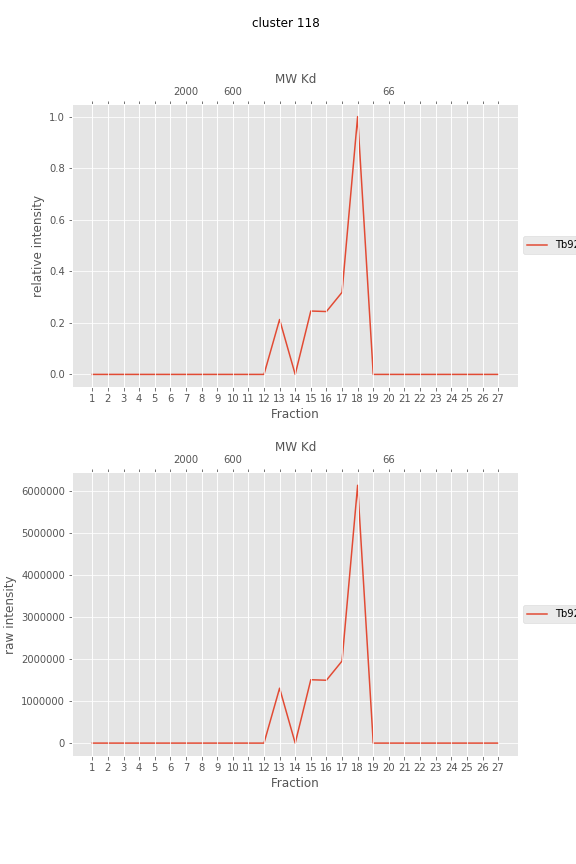 cluster 118
MW Kd
2000 600 66
1.0
0.8
0.6
0.4
0.2
0.0
relative intensity
Tb92
1 2 3 4 5 6 7 8 9 10 11 12 13 14 15 16 17 18 19 20 21 22 23 24 25 26 27
Fraction
MW Kd
2000 600 66
6000000
5000000
4000000
3000000
2000000
1000000
0
raw intensity
Tb92
1 2 3 4 5 6 7 8 9 10 11 12 13 14 15 16 17 18 19 20 21 22 23 24 25 26 27
Fraction